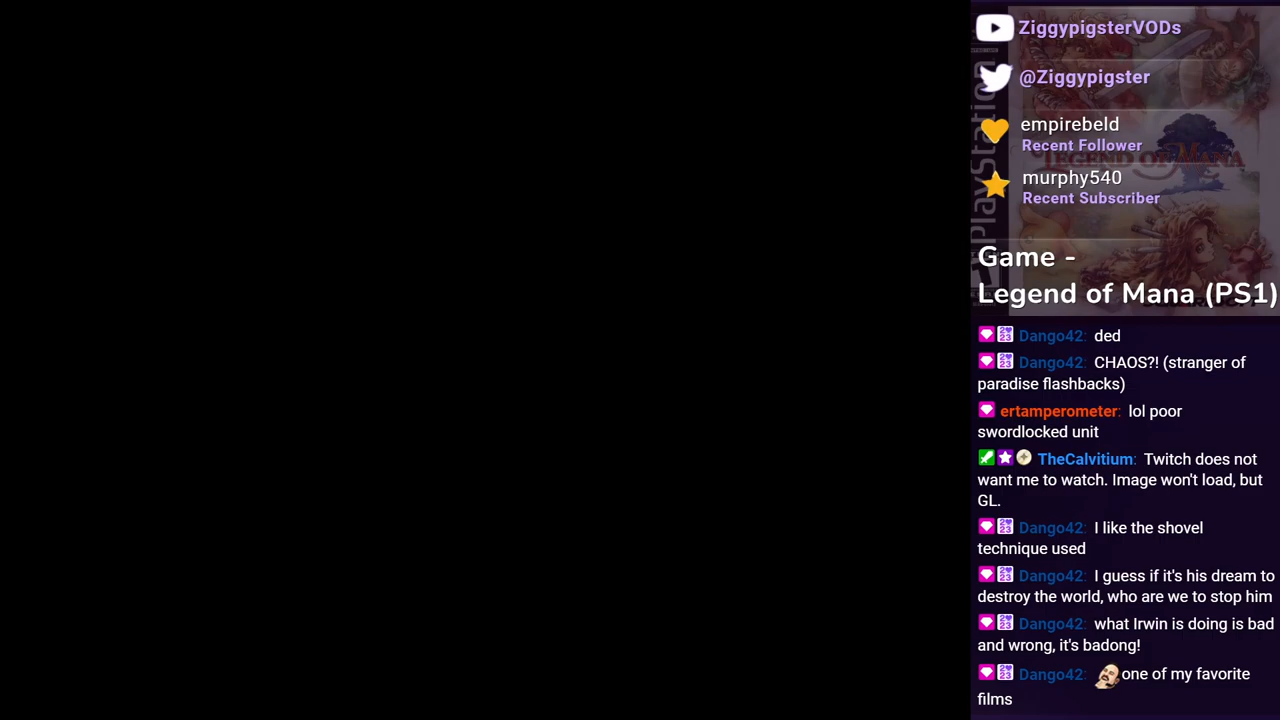 ZiggypigsterVODs
@Ziggypigster
empirebeld
Recent Follower
murphy540
Recent Subscriber
PlayStation
LEGEND OF MANA
Game -
Legend of Mana (PS1)
Dango42: ded
Dango42: CHAOS?! (stranger of
paradise flashbacks)
ertamperometer: lol poor
swordlocked unit
TheCalvitium: Twitch does not
want me to watch. Image won't load, but
GL.
Dango42: I like the shovel
technique used
Dango42: I guess if it's his dream to
destroy the world, who are we to stop him
Dango42: what Irwin is doing is bad
and wrong, it's badong!
Dango42: one of my favorite
films